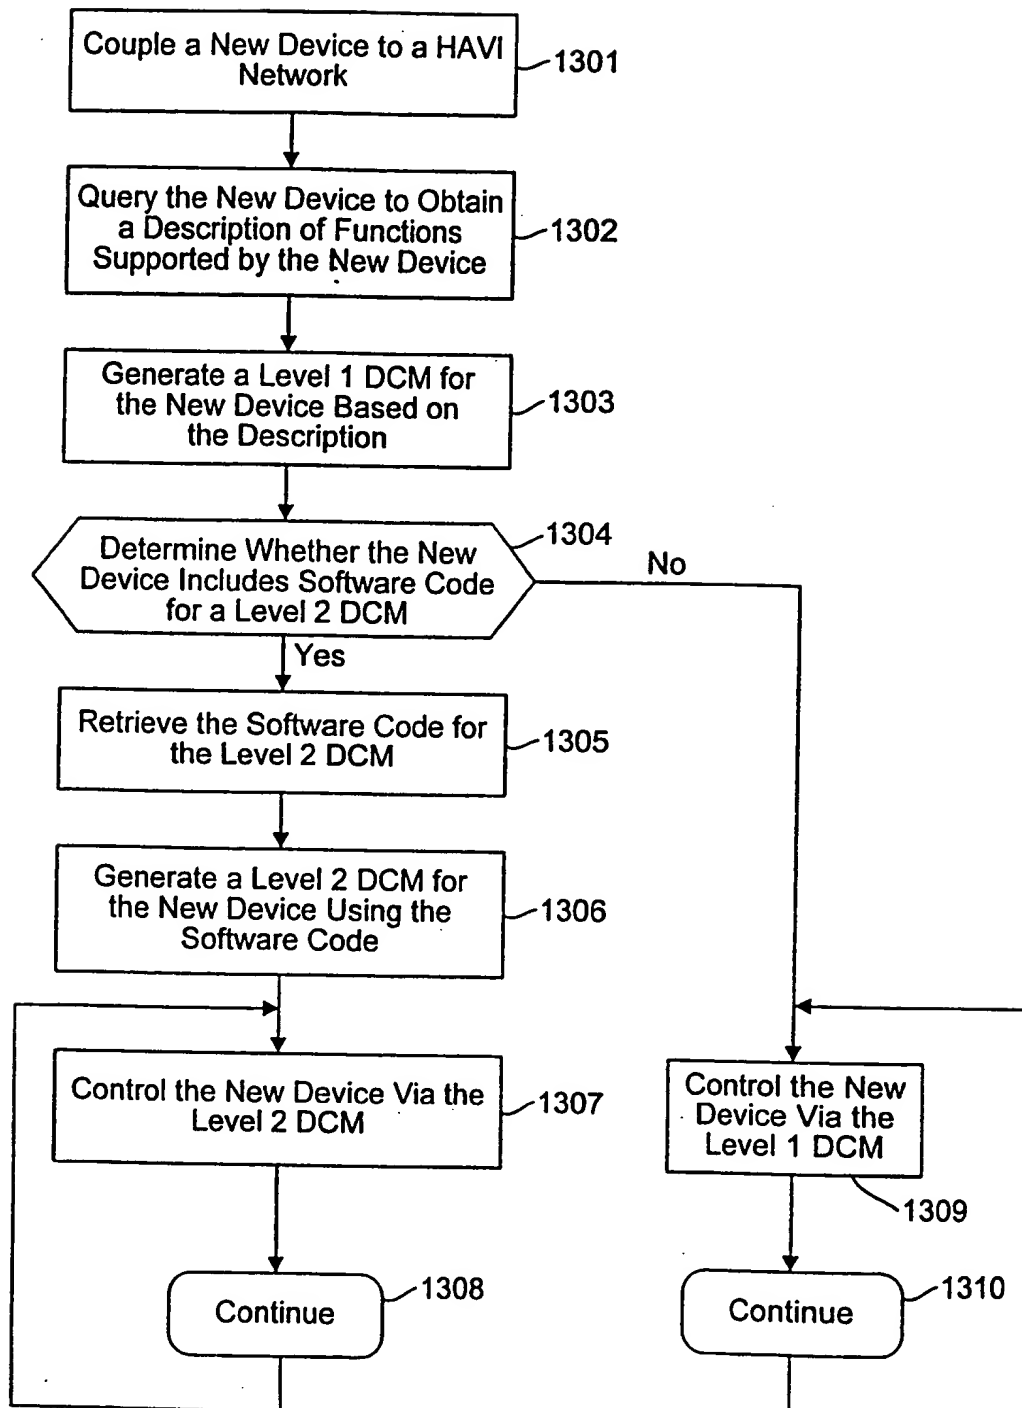 Couple a New Device to a HAVI
Network
1301
Query the New Device to Obtain
a Description of Functions
Supported by the New Device
1302
Generate a Level 1 DCM for
the New Device Based on
the Description
1303
Determine Whether the New
Device Includes Software Code
for a Level 2 DCM
1304
No
Yes
Retrieve the Software Code for
the Level 2 DCM
1305
Generate a Level 2 DCM for
the New Device Using the
Software Code
1306
Control the New Device Via the
Level 2 DCM
1307
Control the New
Device Via the
Level 1 DCM
1309
Continue
1308
Continue
1310